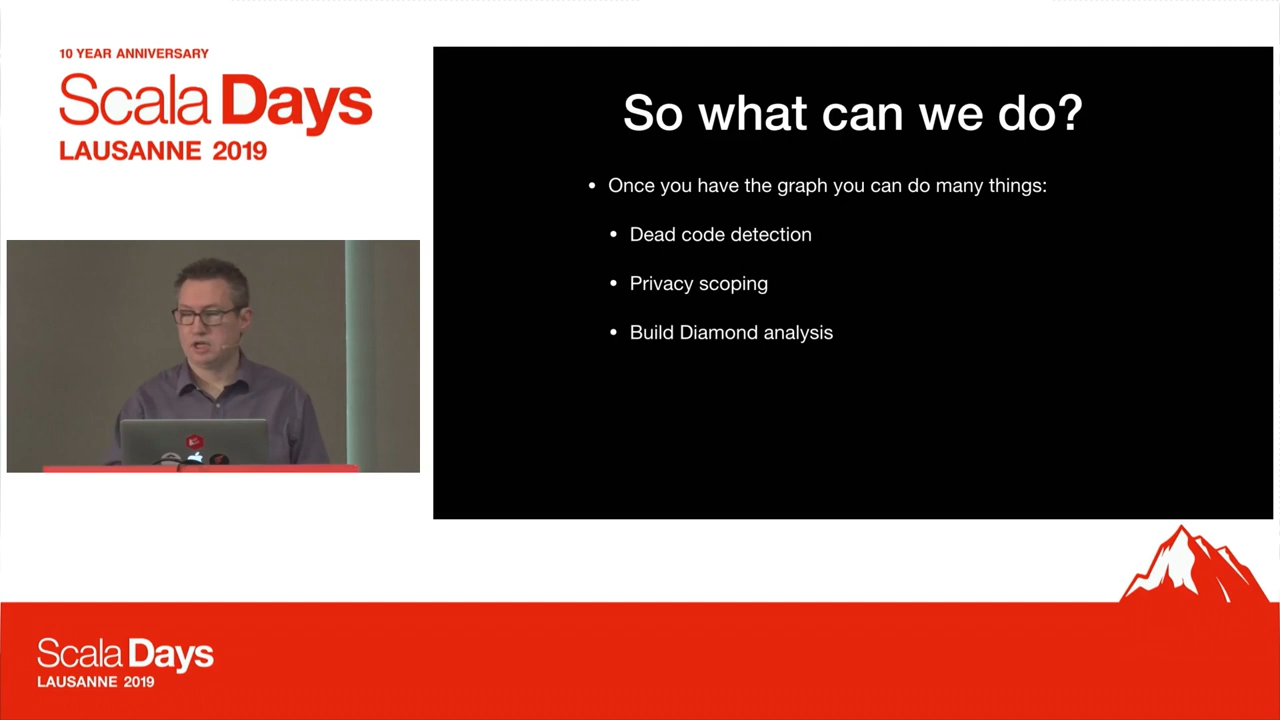 10 YEAR ANNIVERSARY
Scala Days
LAUSANNE 2019
So what can we do?
• Once you have the graph you can do many things:
• Dead code detection
• Privacy scoping
• Build Diamond analysis
Scala Days
LAUSANNE 2019